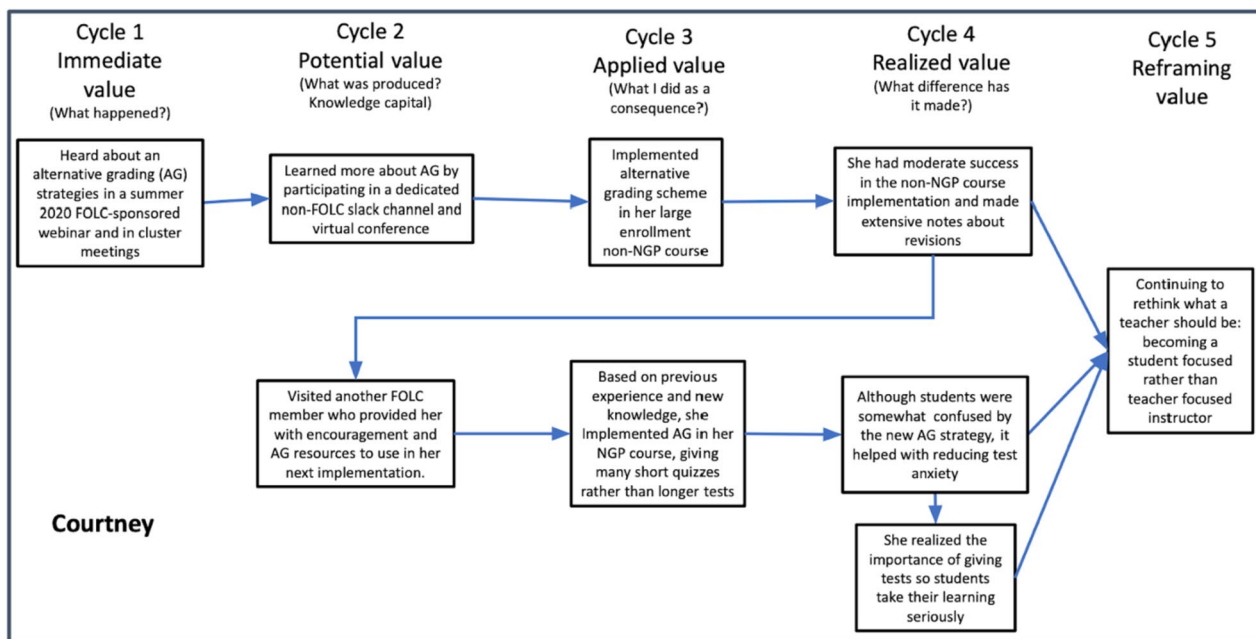 Cycle 1
Immediate
value
(What happened?)
Cycle 2
Potential value
(What was produced?
Knowledge capital)
Cycle 3
Applied value
(What I did as a
consequence?)
Cycle 4
Realized value
(What difference has
it made?)
Cycle 5
Reframing
value
Heard about an
alternative grading (AG)
strategies in a summer
2020 FOLC-sponsored
webinar and in cluster
meetings
Learned more about AG by
participating in a dedicated
non-FOLC slack channel and
virtual conference
Implemented
alternative
grading scheme
in her large
enrollment
non-NGP course
She had moderate success
in the non-NGP course
implementation and made
extensive notes about
revisions
Continuing to
rethink what a
teacher should be:
becoming a
student focused
rather than
teacher focused
instructor
Visited another FOLC
member who provided her
with encouragement and
AG resources to use in her
next implementation.
Based on previous
experience and new
knowledge, she
Implemented AG in her
NGP course, giving
many short quizzes
rather than longer tests
Although students were
somewhat confused by
the new AG strategy, it
helped with reducing test
anxiety
She realized the
importance of giving
tests so students
take their learning
seriously
Courtney